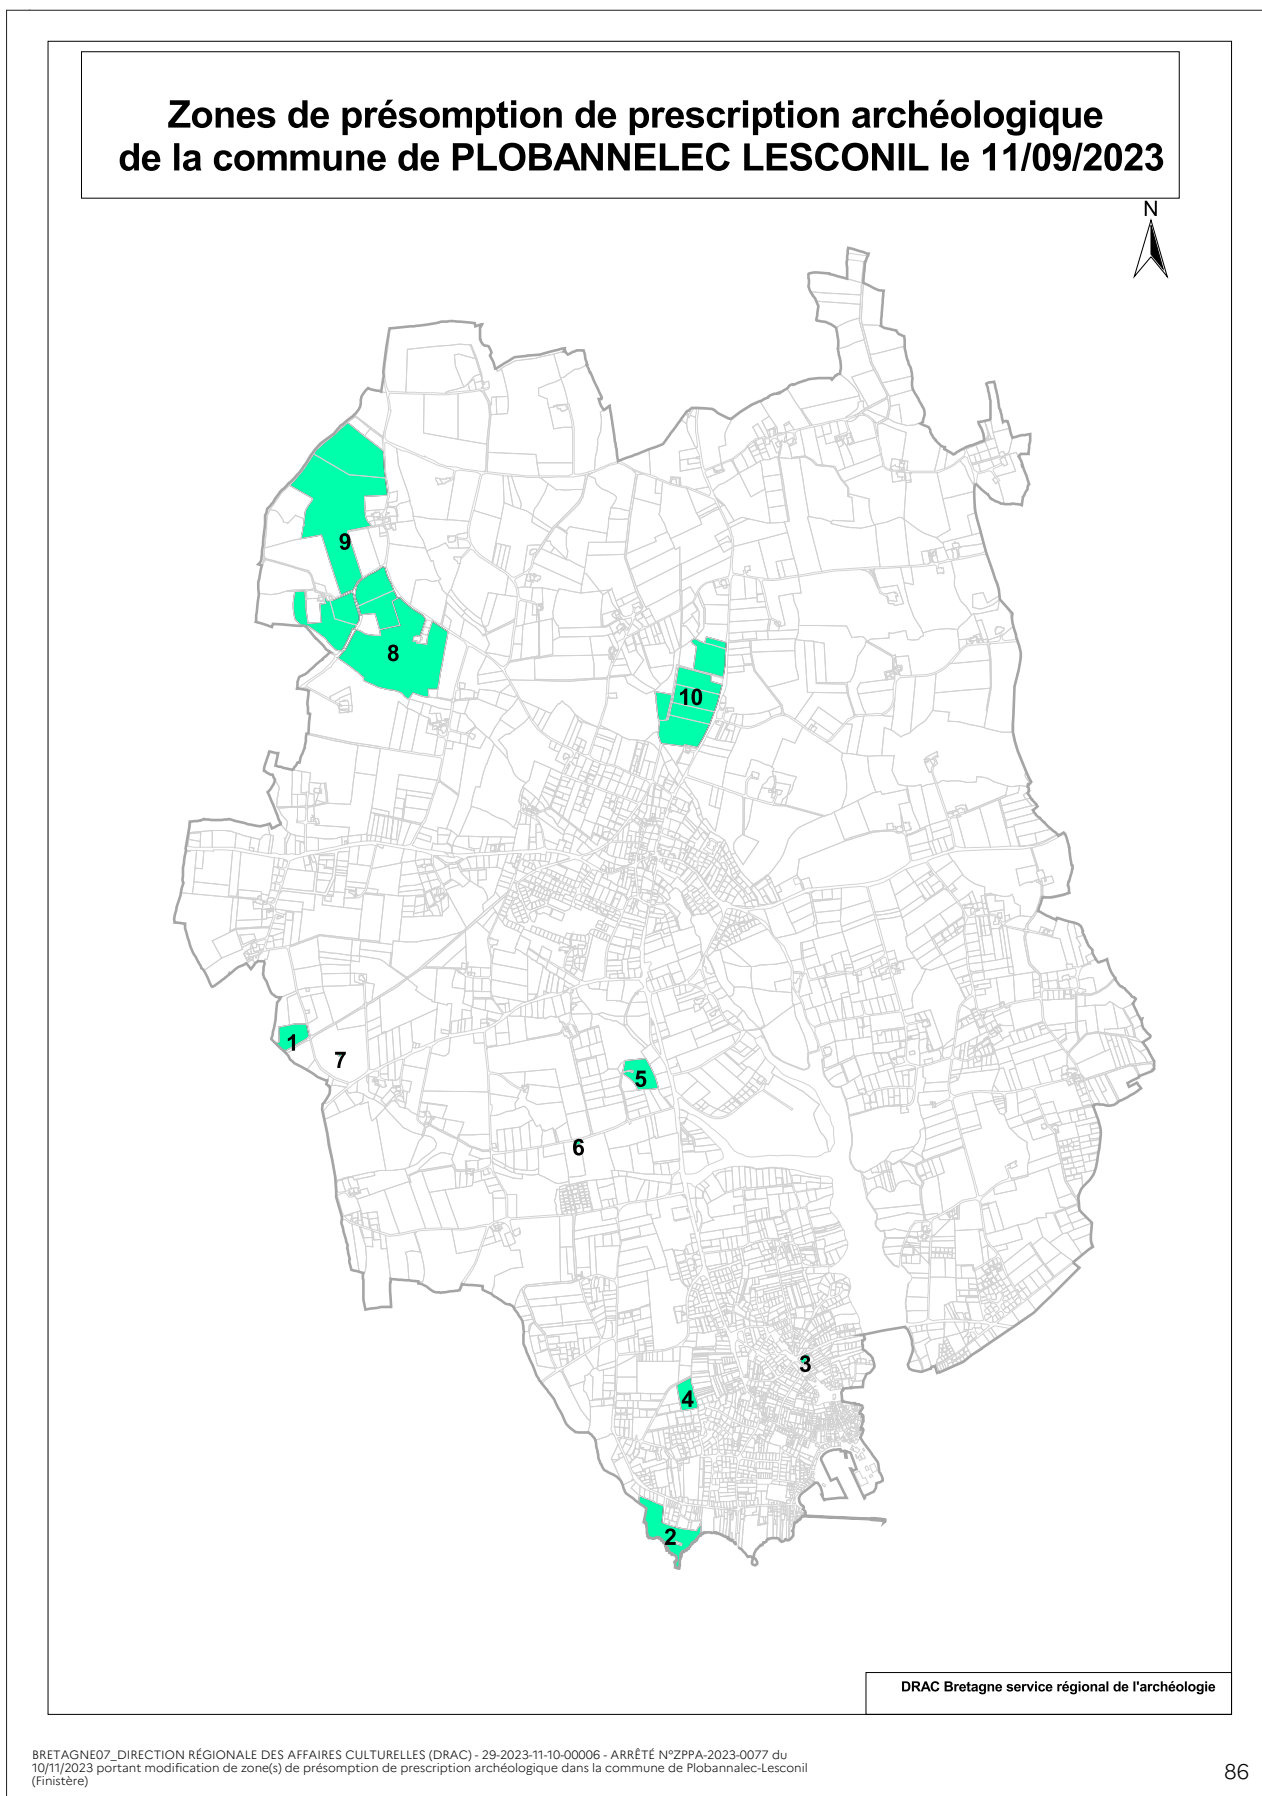 Zones de présomption de prescription archéologique
de la commune de PLOBANNELEC LESCONIL le 11/09/2023
N
9
8
10
1
7
5
6
3
4
2
DRAC Bretagne service régional de l'archéologie
BRETAGNE07_DIRECTION RÉGIONALE DES AFFAIRES CULTURELLES (DRAC) - 29-2023-11-10-00006 - ARRÊTÉ N°ZPPA-2023-0077 du
10/11/2023 portant modification de zone(s) de présomption de prescription archéologique dans la commune de Plobannalec-Lesconil
(Finistère)
86